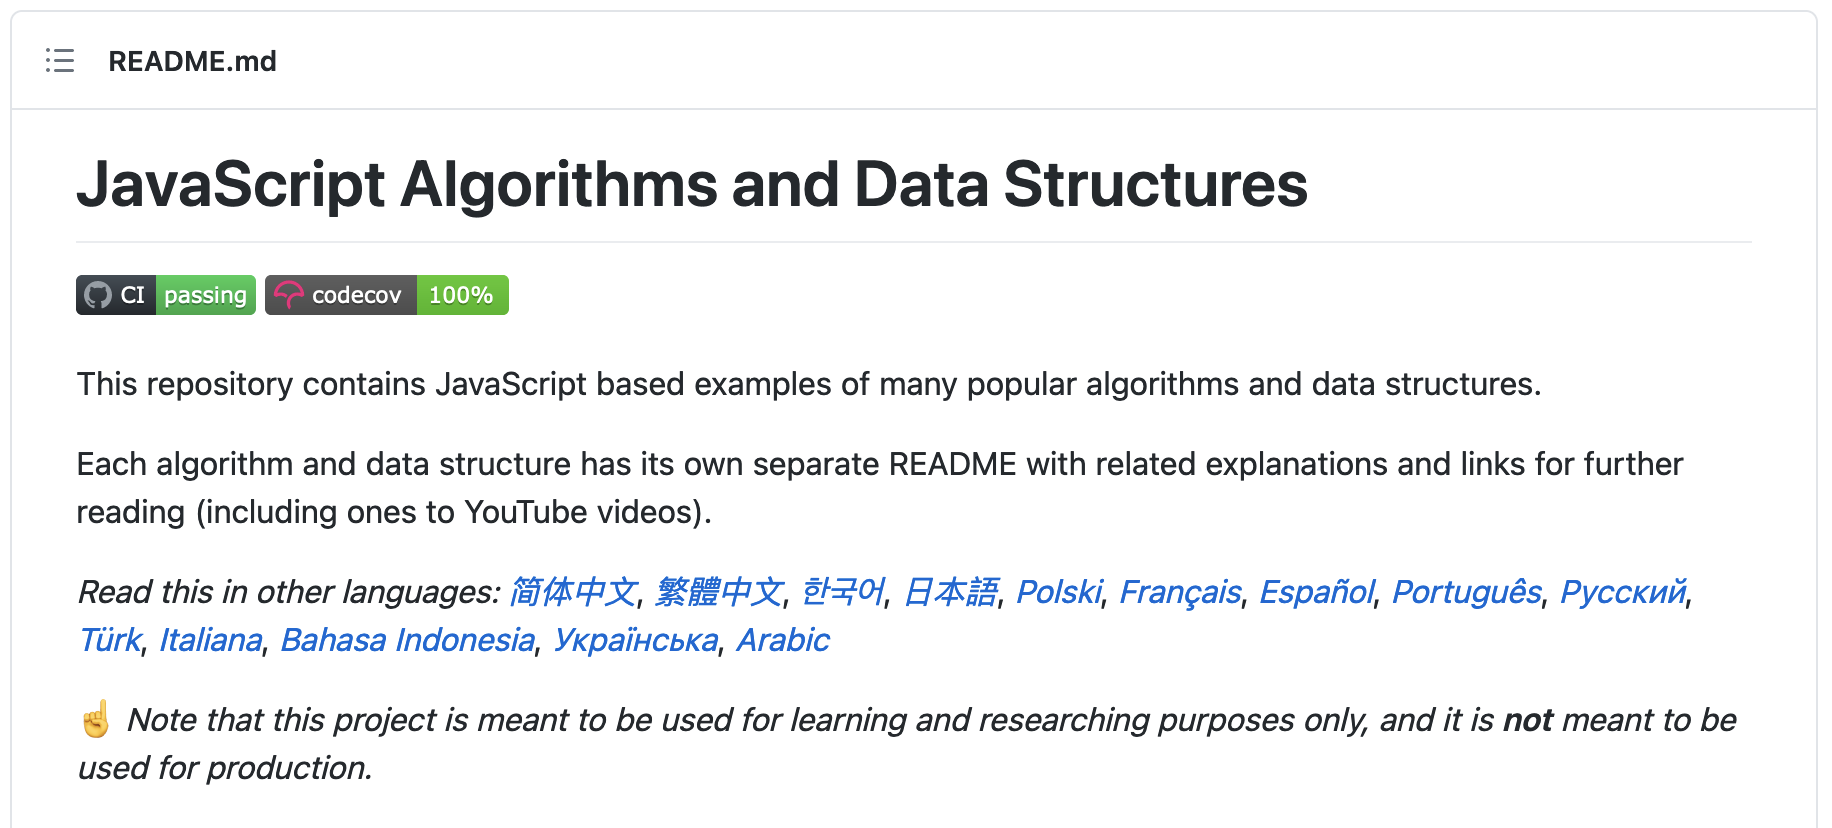 README.md
JavaScript Algorithms and Data Structures
CI passing codecov 100%
This repository contains JavaScript based examples of many popular algorithms and data structures.
Each algorithm and data structure has its own separate README with related explanations and links for further
reading (including ones to YouTube videos).
Read this in other languages: 简体中文, 繁體中文, 한국어, 日本語, Polski, Français, Español, Português, Русский,
Türk, Italiana, Bahasa Indonesia, Українська, Arabic
☝ Note that this project is meant to be used for learning and researching purposes only, and it is not meant to be
used for production.